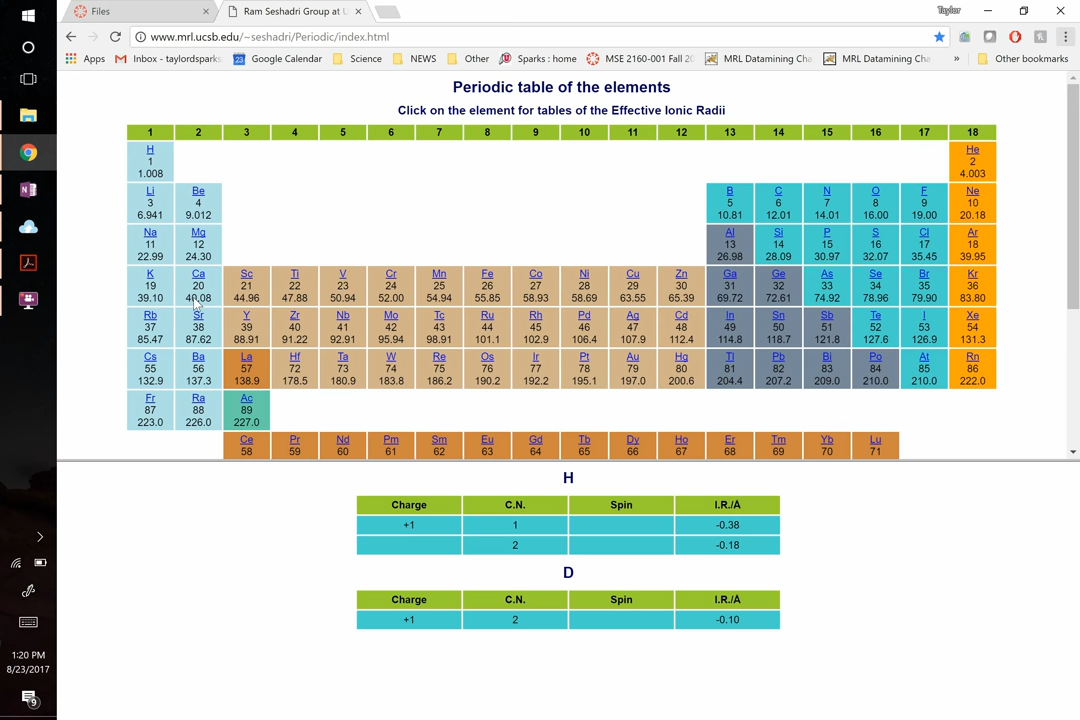 Files
Ram Seshadri Group at U
Taylor
www.mrl.ucsb.edu/~seshadri/Periodic/index.html
Apps Inbox - taylordsparks Google Calendar Science NEWS Other Sparks : home MSE 2160-001 Fall 20 MRL Datamining Cha MRL Datamining Cha » Other bookmarks
Periodic table of the elements
Click on the element for tables of the Effective Ionic Radii
1 2 3 4 5 6 7 8 9 10 11 12 13 14 15 16 17 18
H He
1 2
1.008 4.003
Li Be B C N O F Ne
3 4 5 6 7 8 9 10
6.941 9.012 10.81 12.01 14.01 16.00 19.00 20.18
Na Mg Al Si P S Cl Ar
11 12 13 14 15 16 17 18
22.99 24.30 26.98 28.09 30.97 32.07 35.45 39.95
K Ca Sc Ti V Cr Mn Fe Co Ni Cu Zn Ga Ge As Se Br Kr
19 20 21 22 23 24 25 26 27 28 29 30 31 32 33 34 35 36
39.10 40.08 44.96 47.88 50.94 52.00 54.94 55.85 58.93 58.69 63.55 65.39 69.72 72.61 74.92 78.96 79.90 83.80
Rb Sr Y Zr Nb Mo Tc Ru Rh Pd Ag Cd In Sn Sb Te I Xe
37 38 39 40 41 42 43 44 45 46 47 48 49 50 51 52 53 54
85.47 87.62 88.91 91.22 92.91 95.94 98.91 101.1 102.9 106.4 107.9 112.4 114.8 118.7 121.8 127.6 126.9 131.3
Cs Ba La Hf Ta W Re Os Ir Pt Au Hg Tl Pb Bi Po At Rn
55 56 57 72 73 74 75 76 77 78 79 80 81 82 83 84 85 86
132.9 137.3 138.9 178.5 180.9 183.8 186.2 190.2 192.2 195.1 197.0 200.6 204.4 207.2 209.0 210.0 210.0 222.0
Fr Ra Ac
87 88 89
223.0 226.0 227.0
Ce Pr Nd Pm Sm Eu Gd Tb Dy Ho Er Tm Yb Lu
58 59 60 61 62 63 64 65 66 67 68 69 70 71
H
Charge C.N. Spin I.R./Å
+1 1 -0.38
2 -0.18
D
Charge C.N. Spin I.R./Å
+1 2 -0.10
1:20 PM
8/23/2017
9